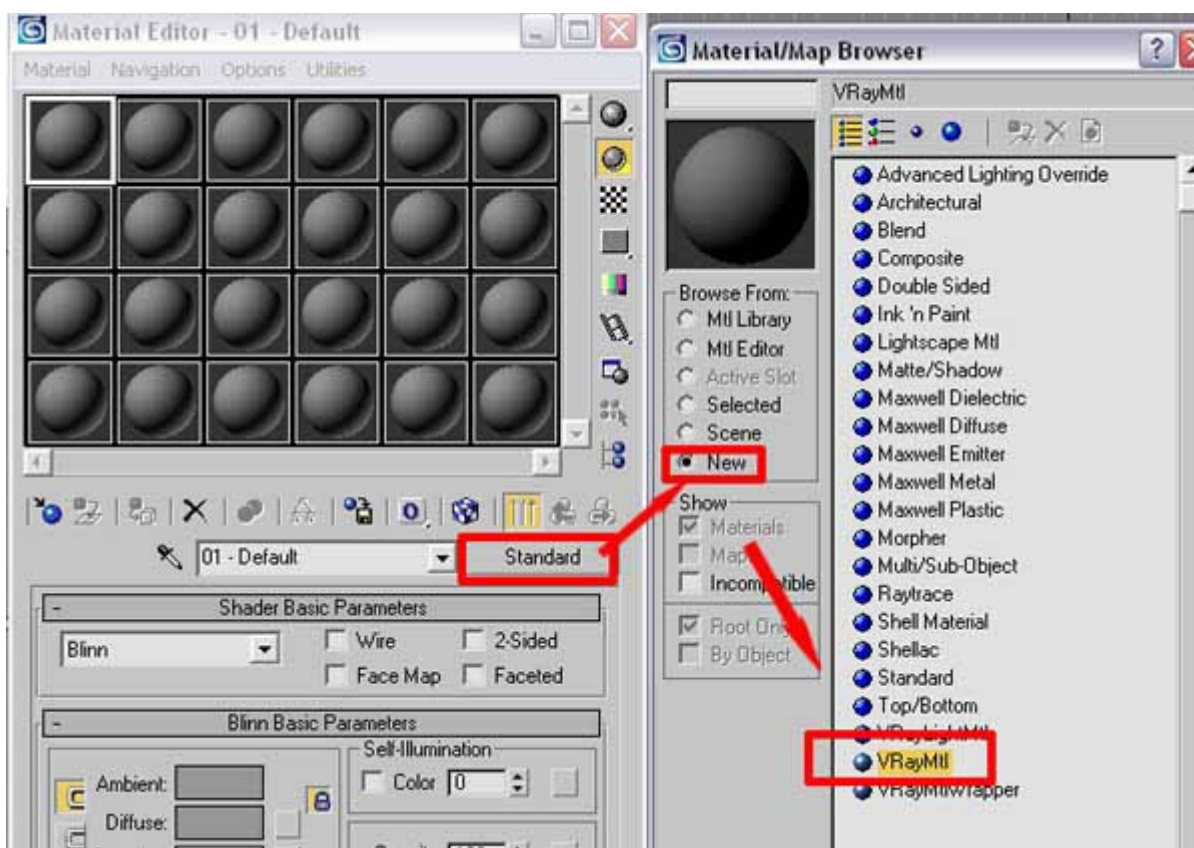 Material Editor - 01 - Default
Material Navigation Options Utilities
01 - Default
Standard
Shader Basic Parameters
Blinn
Wire
2-Sided
Face Map
Faceted
Blinn Basic Parameters
Self-Illumination
Ambient:
Color 0
Diffuse:
Material/Map Browser
VRayMtl
Browse From:
Mtl Library
Mtl Editor
Active Slot
Selected
Scene
New
Show
Materials
Incompatible
Root Only
By Object
Advanced Lighting Override
Architectural
Blend
Composite
Double Sided
Ink 'n Paint
Lightscape Mtl
Matte/Shadow
Maxwell Dielectric
Maxwell Diffuse
Maxwell Emitter
Maxwell Metal
Maxwell Plastic
Morpher
Multi/Sub-Object
Raytrace
Shell Material
Shellac
Standard
Top/Bottom
VRayLightMtl
VRayMtl
VRayMtlWrapper